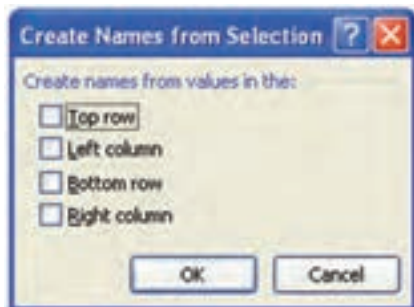 Create Names from Selection
Create names from values in the:
Top row
Left column
Bottom row
Right column
OK Cancel